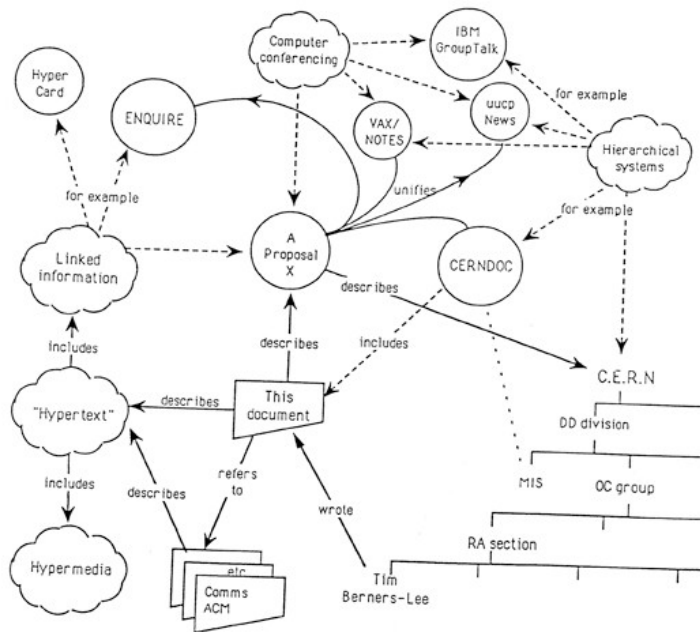 IBM
GroupTalk
Computer
conferencing
Hyper
Card
ENQUIRE
VAX/
NOTES
uucp
News
for example
Hierarchical
systems
for example
unifies
for example
Linked
information
A
Proposal
X
CERNDOC
describes
includes
describes
includes
C.E.R.N
This
document
describes
"Hypertext"
DD division
MIS
OC group
includes
describes
refers
to
wrote
RA section
Hypermedia
etc
Comms
ACM
Tim
Berners-Lee